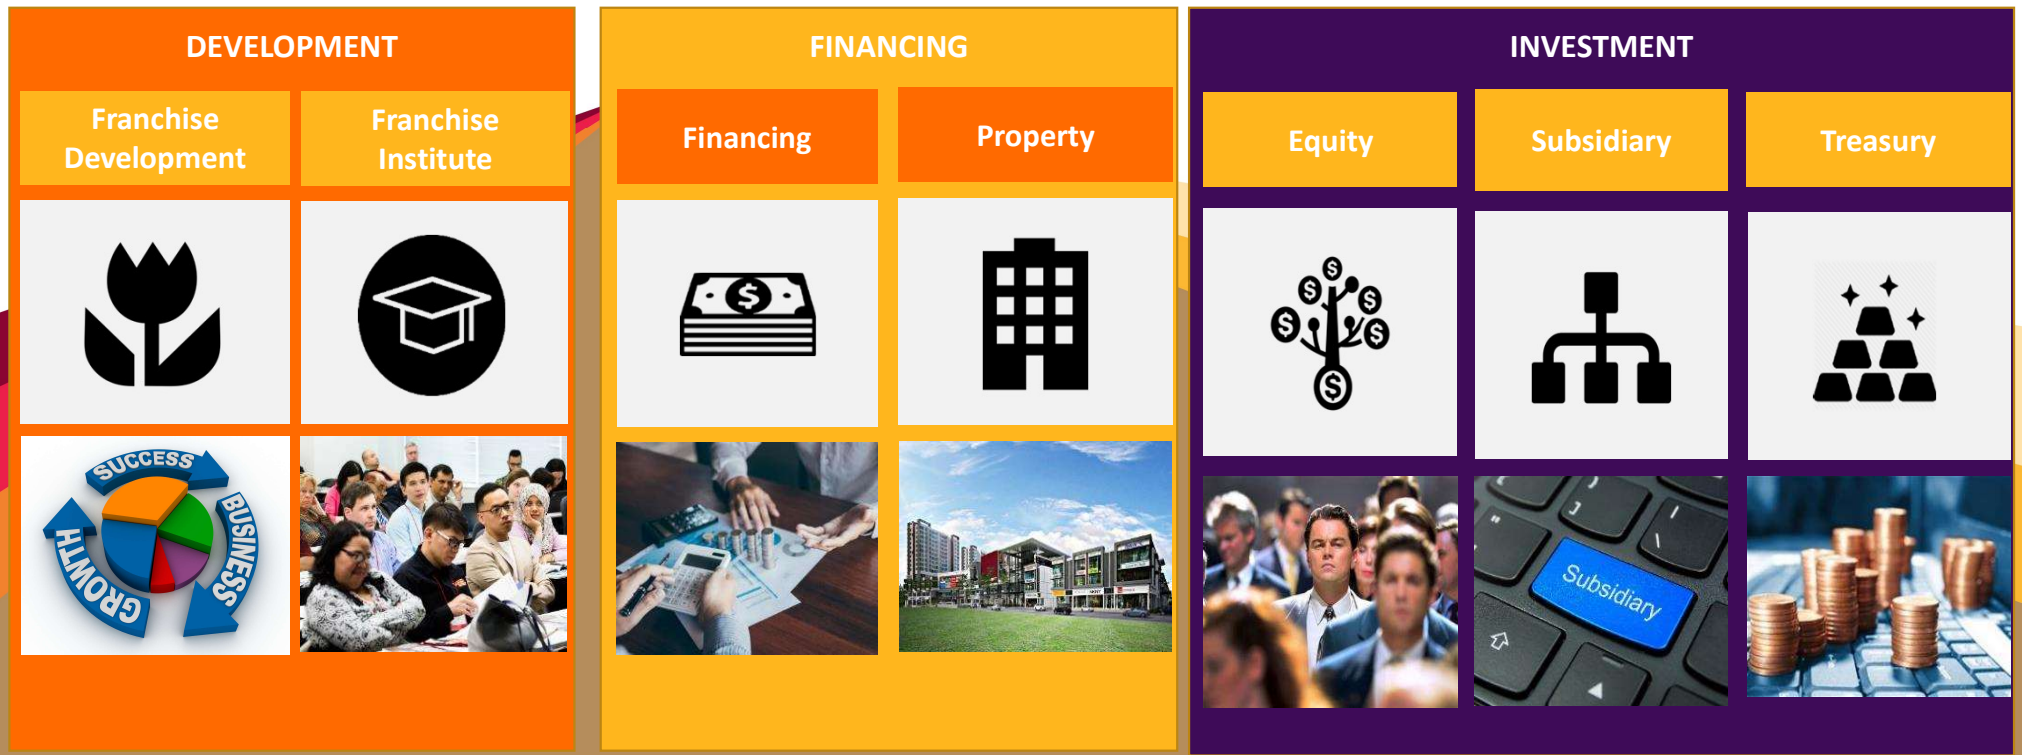 DEVELOPMENT
Franchise
Development
Franchise
Institute
SUCCESS
BUSINESS
GROWTH
FINANCING
Financing
Property
INVESTMENT
Equity
Subsidiary
Treasury
Subsidiary